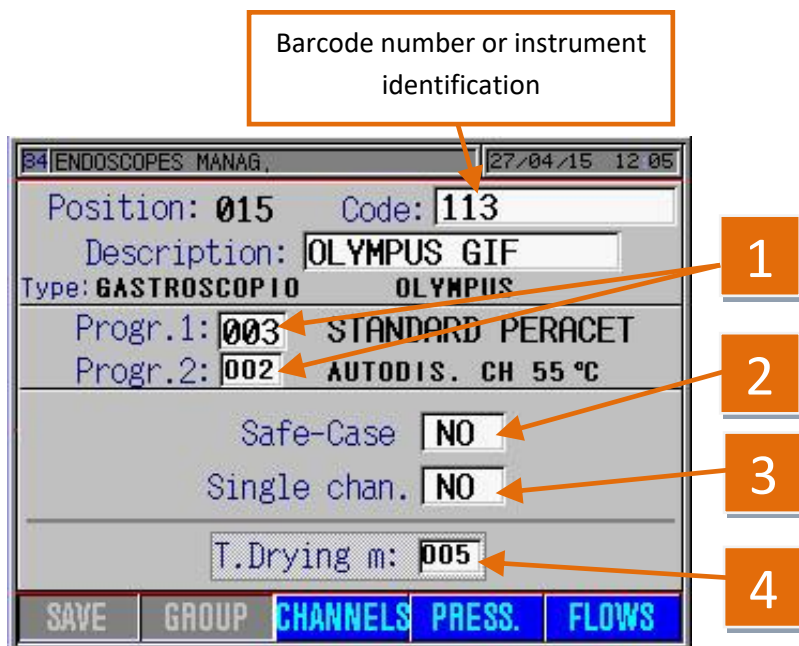 Barcode number or instrument
identification
34 ENDOSCOPES MANAG, 27/04/15 12 05
Position: 015 Code: 113
Description: OLYMPUS GIF
Type: GASTROSCOPIO OLYMPUS
1
Progr.1: 003 STANDARD PERACET
Progr.2: 002 AUTODIS. CH 55 °C
2
Safe-Case NO
3
Single chan. NO
T.Drying m: 005
4
SAVE GROUP CHANNELS PRESS. FLOWS